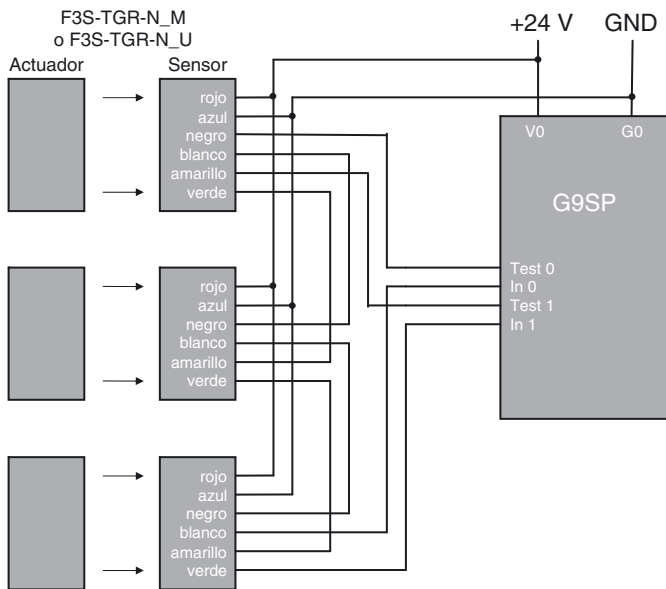 F3S-TGR-N_M
o F3S-TGR-N_U
Actuador
Sensor
+24 V
GND
rojo
azul
negro
blanco
amarillo
verde
V0
G0
G9SP
Test 0
In 0
Test 1
In 1
rojo
azul
negro
blanco
amarillo
verde
rojo
azul
negro
blanco
amarillo
verde